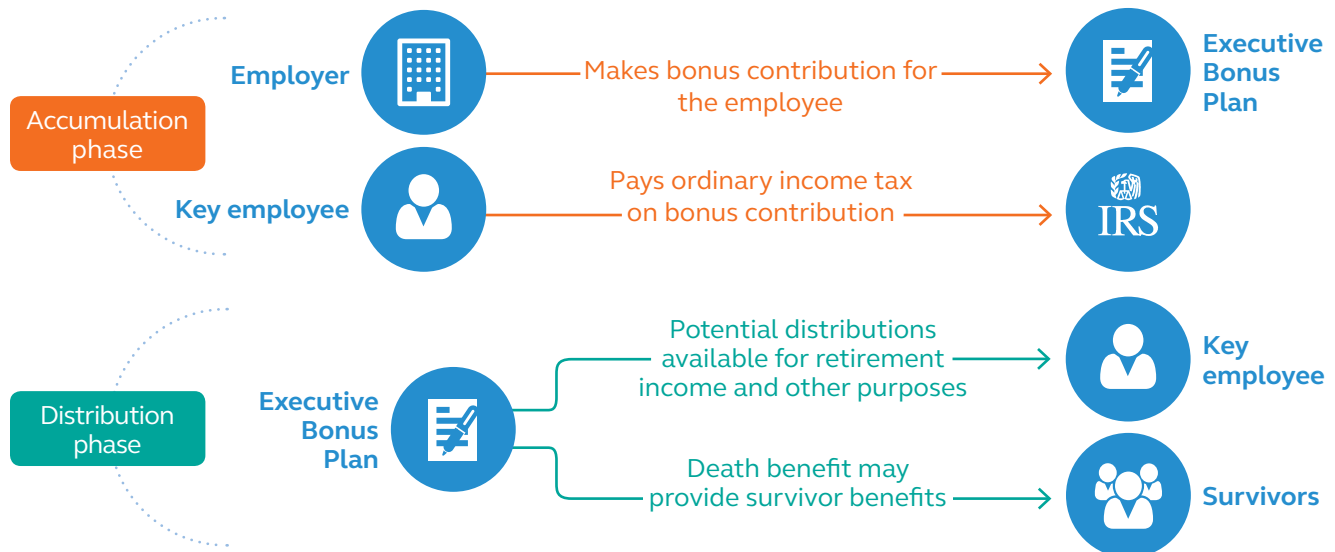 Accumulation
phase
Employer
Makes bonus contribution for
the employee
Executive
Bonus
Plan
Key employee
Pays ordinary income tax
on bonus contribution
IRS
Distribution
phase
Executive
Bonus
Plan
Potential distributions
available for retirement
income and other purposes
Key
employee
Death benefit may
provide survivor benefits
Survivors